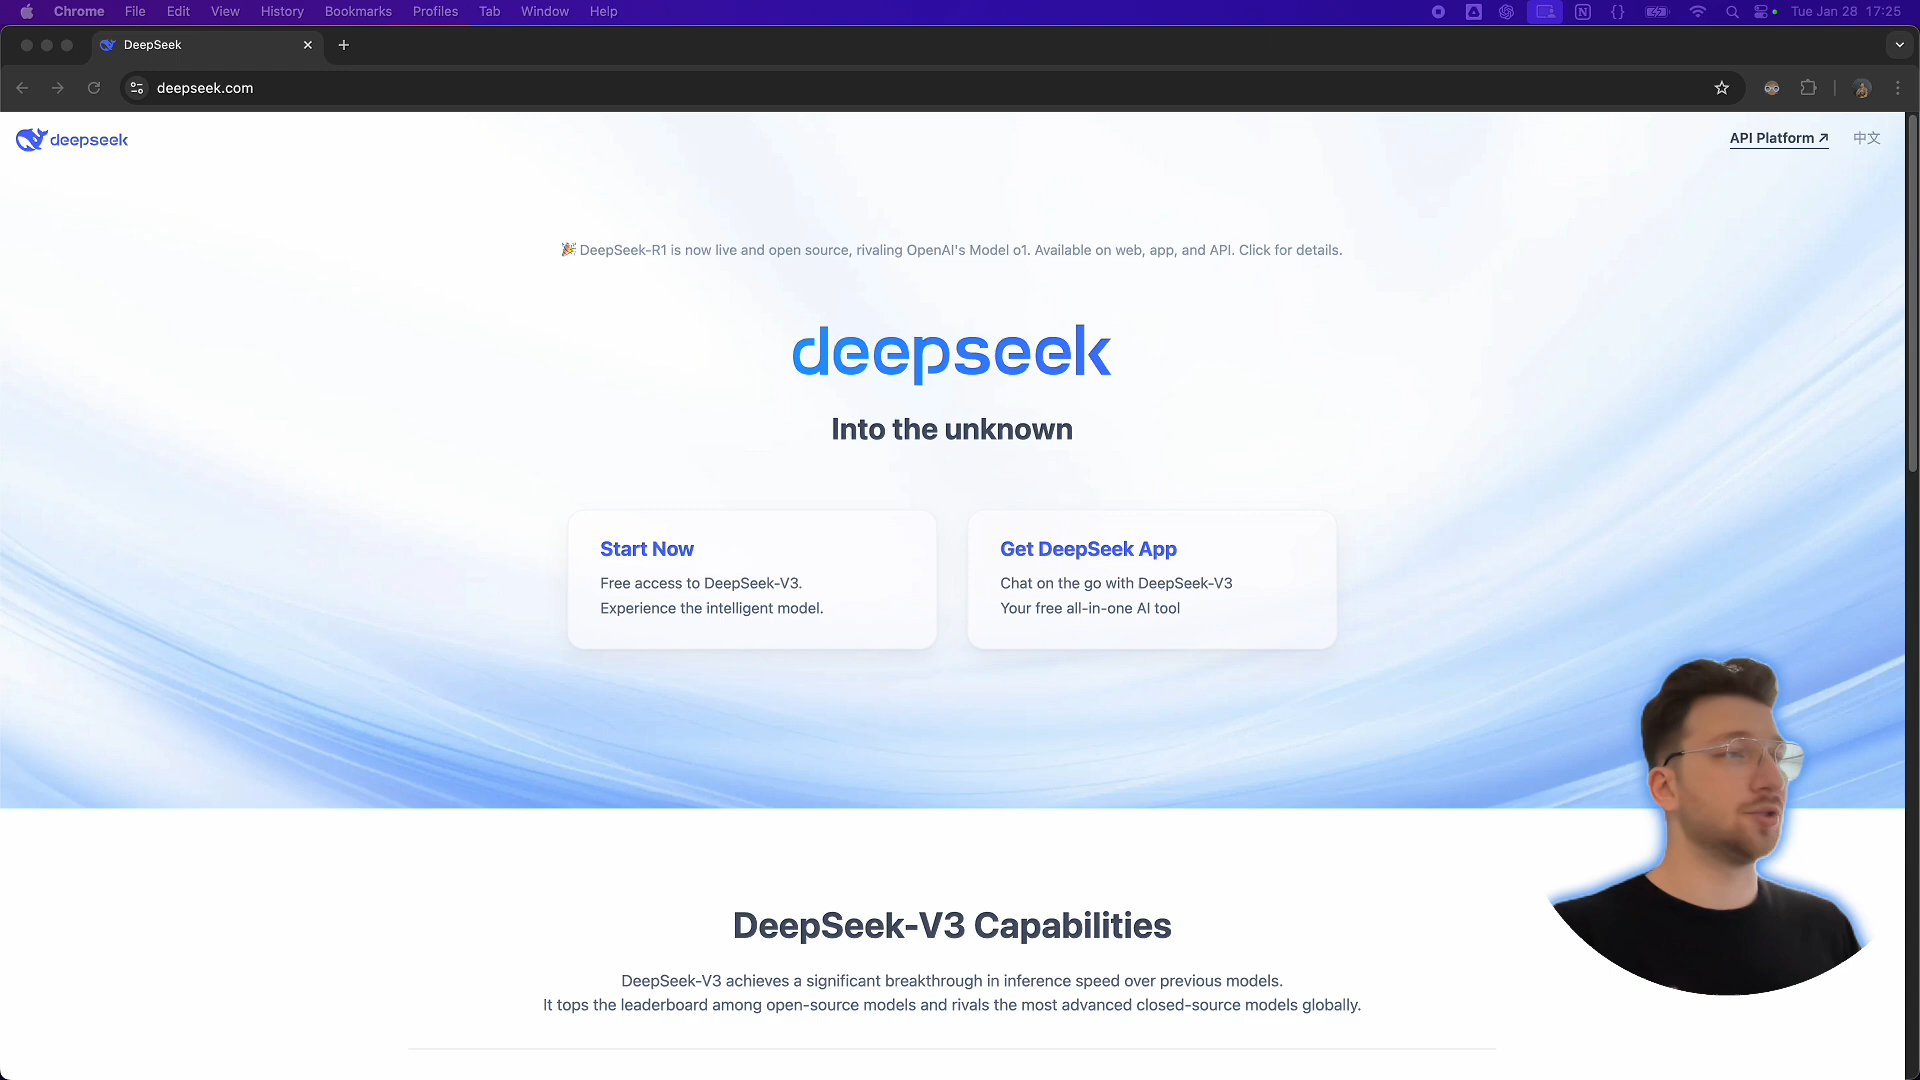 Chrome File Edit View History Bookmarks Profiles Tab Window Help Tue Jan 28 17:25
DeepSeek
deepseek.com
deepseek API Platform ↗ 中文
🎉 DeepSeek-R1 is now live and open source, rivaling OpenAI's Model o1. Available on web, app, and API. Click for details.
deepseek
Into the unknown
Start Now
Free access to DeepSeek-V3.
Experience the intelligent model.
Get DeepSeek App
Chat on the go with DeepSeek-V3
Your free all-in-one AI tool
DeepSeek-V3 Capabilities
DeepSeek-V3 achieves a significant breakthrough in inference speed over previous models.
It tops the leaderboard among open-source models and rivals the most advanced closed-source models globally.